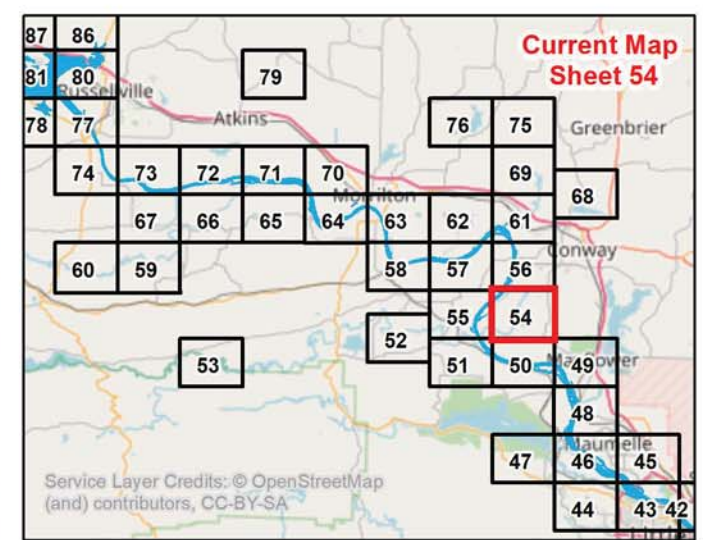 87 86
Current Map
Sheet 54
81 80
79
Russellville
78 77
Atkins
76 75
Greenbrier
74 73 72 71 70
69
68
Morrilton
67 66 65 64 63 62 61
Conway
60 59
58 57 56
55 54
52
53
51 50 49
48
Maumelle
47 46 45
Service Layer Credits: © OpenStreetMap
(and) contributors, CC-BY-SA
44 43 42
Little